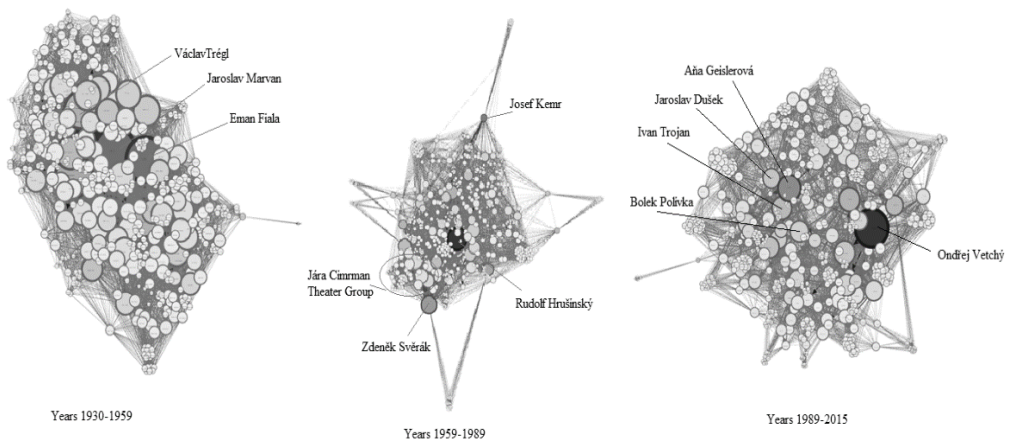 VáclavTrégl
Jaroslav Marvan
Eman Fiala
Years 1930-1959
Josef Kemr
Jára Cimrman
Theater Group
Rudolf Hrušinský
Zdeněk Svěrák
Years 1959-1989
Aňa Geislerová
Jaroslav Dušek
Ivan Trojan
Bolek Polívka
Ondřej Vetchý
Years 1989-2015